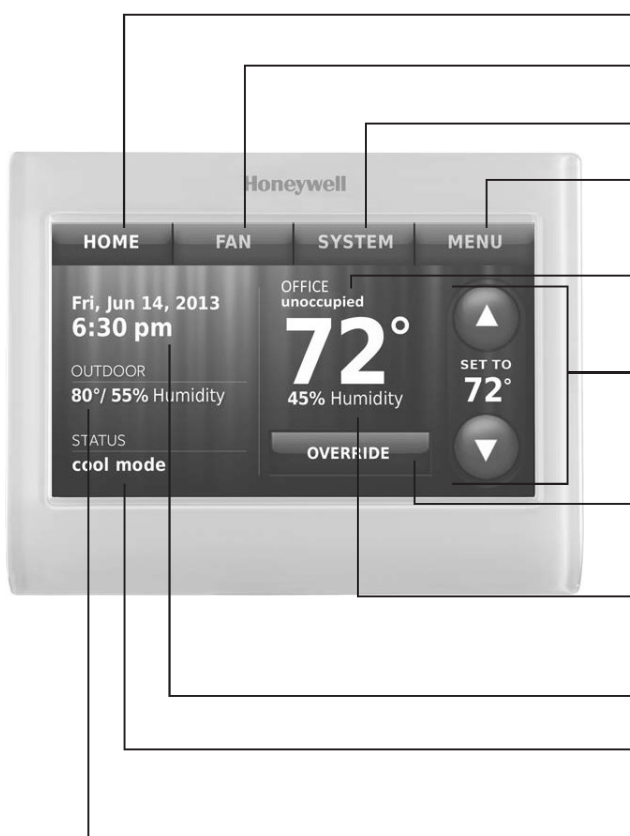 Honeywell
HOME FAN SYSTEM MENU
Fri, Jun 14, 2013
6:30 pm
OUTDOOR
80°/ 55% Humidity
STATUS
cool mode
OFFICE
unoccupied
72°
45% Humidity
OVERRIDE
SET TO
72°